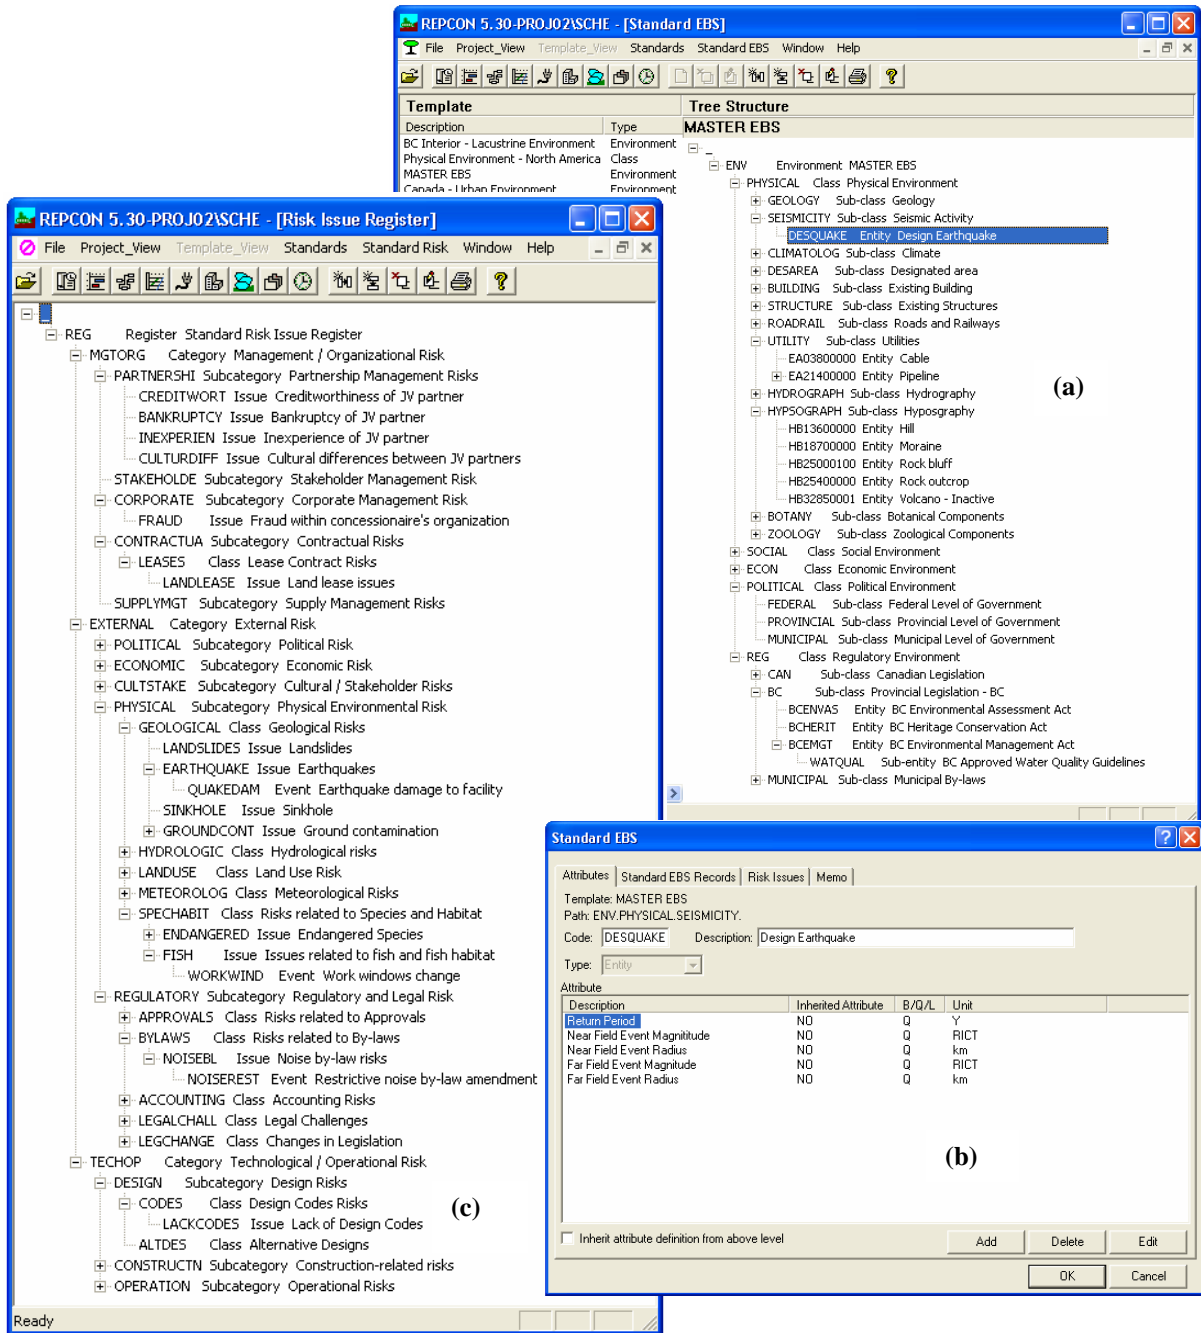 REPCON 5.30-PROJ02\SCHE - [Standard EBS]
File Project_View Template_View Standards Standard EBS Window Help
Template
Description Type
BC Interior - Lacustrine Environment Environment
Physical Environment - North America Class
MASTER EBS Environment
Canada - Urban Environment Environment
Tree Structure
MASTER EBS
_
ENV Environment MASTER EBS
PHYSICAL Class Physical Environment
GEOLOGY Sub-class Geology
SEISMICITY Sub-class Seismic Activity
DESQUAKE Entity Design Earthquake
CLIMATOLOG Sub-class Climate
DESAREA Sub-class Designated area
BUILDING Sub-class Existing Building
STRUCTURE Sub-class Existing Structures
ROADRAIL Sub-class Roads and Railways
UTILITY Sub-class Utilities
EA03800000 Entity Cable
EA21400000 Entity Pipeline
HYDROGRAPH Sub-class Hydrography
HYPSOGRAPH Sub-class Hyposgraphy
HB13600000 Entity Hill
HB18700000 Entity Moraine
HB25000100 Entity Rock bluff
HB25400000 Entity Rock outcrop
HB32850001 Entity Volcano - Inactive
BOTANY Sub-class Botanical Components
ZOOLOGY Sub-class Zoological Components
SOCIAL Class Social Environment
ECON Class Economic Environment
POLITICAL Class Political Environment
FEDERAL Sub-class Federal Level of Government
PROVINCIAL Sub-class Provincial Level of Government
MUNICIPAL Sub-class Municipal Level of Government
REG Class Regulatory Environment
CAN Sub-class Canadian Legislation
BC Sub-class Provincial Legislation - BC
BCENVAS Entity BC Environmental Assessment Act
BCHERIT Entity BC Heritage Conservation Act
BCEMGT Entity BC Environmental Management Act
WATQUAL Sub-entity BC Approved Water Quality Guidelines
MUNICIPAL Sub-class Municipal By-laws
(a)
REPCON 5.30-PROJ02\SCHE - [Risk Issue Register]
File Project_View Template_View Standards Standard Risk Window Help
_
REG Register Standard Risk Issue Register
MGTORG Category Management / Organizational Risk
PARTNERSHI Subcategory Partnership Management Risks
CREDITWORT Issue Creditworthiness of JV partner
BANKRUPTCY Issue Bankruptcy of JV partner
INEXPERIEN Issue Inexperience of JV partner
CULTURDIFF Issue Cultural differences between JV partners
STAKEHOLDE Subcategory Stakeholder Management Risk
CORPORATE Subcategory Corporate Management Risk
FRAUD Issue Fraud within concessionaire's organization
CONTRACTUA Subcategory Contractual Risks
LEASES Class Lease Contract Risks
LANDLEASE Issue Land lease issues
SUPPLYMGT Subcategory Supply Management Risks
EXTERNAL Category External Risk
POLITICAL Subcategory Political Risk
ECONOMIC Subcategory Economic Risk
CULTSTAKE Subcategory Cultural / Stakeholder Risks
PHYSICAL Subcategory Physical Environmental Risk
GEOLOGICAL Class Geological Risks
LANDSLIDES Issue Landslides
EARTHQUAKE Issue Earthquakes
QUAKEDAM Event Earthquake damage to facility
SINKHOLE Issue Sinkhole
GROUNDCONT Issue Ground contamination
HYDROLOGIC Class Hydrological risks
LANDUSE Class Land Use Risk
METEOROLOG Class Meteorological Risks
SPECHABIT Class Risks related to Species and Habitat
ENDANGERED Issue Endangered Species
FISH Issue Issues related to fish and fish habitat
WORKWIND Event Work windows change
REGULATORY Subcategory Regulatory and Legal Risk
APPROVALS Class Risks related to Approvals
BYLAWS Class Risks related to By-laws
NOISEBL Issue Noise by-law risks
NOISEREST Event Restrictive noise by-law amendment
ACCOUNTING Class Accounting Risks
LEGALCHALL Class Legal Challenges
LEGCHANGE Class Changes in Legislation
TECHOP Category Technological / Operational Risk
DESIGN Subcategory Design Risks
CODES Class Design Codes Risks
LACKCODES Issue Lack of Design Codes
ALTDES Class Alternative Designs
CONSTRUCTN Subcategory Construction-related risks
OPERATION Subcategory Operational Risks
(c)
Ready
Standard EBS
Attributes Standard EBS Records Risk Issues Memo
Template: MASTER EBS
Path: ENV.PHYSICAL.SEISMICITY.
Code: DESQUAKE Description: Design Earthquake
Type: Entity
Attribute
Description Inherited Attribute B/Q/L Unit
Return Period NO Q Y
Near Field Event Magnititude NO Q RICT
Near Field Event Radius NO Q km
Far Field Event Magnitude NO Q RICT
Far Field Event Radius NO Q km
(b)
Inherit attribute definition from above level
Add Delete Edit
OK Cancel